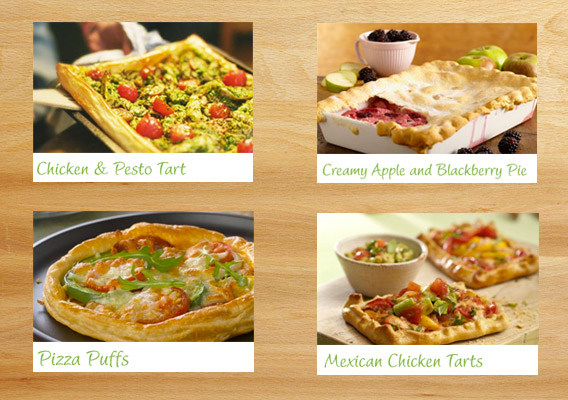 Chicken & Pesto Tart
Creamy Apple and Blackberry Pie
Pizza Puffs
Mexican Chicken Tarts